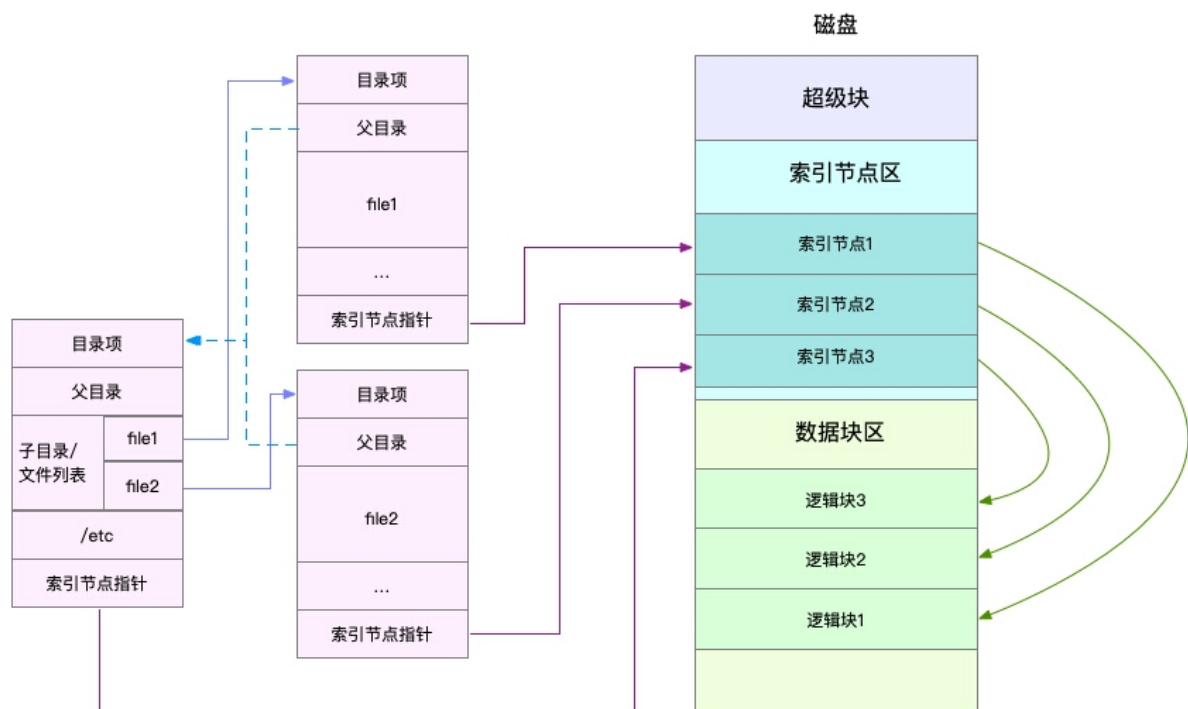 目录项
父目录
子目录/
文件列表
file1
file2
/etc
索引节点指针
目录项
父目录
file1
...
索引节点指针
目录项
父目录
file2
...
索引节点指针
磁盘
超级块
索引节点区
索引节点1
索引节点2
索引节点3
数据块区
逻辑块3
逻辑块2
逻辑块1